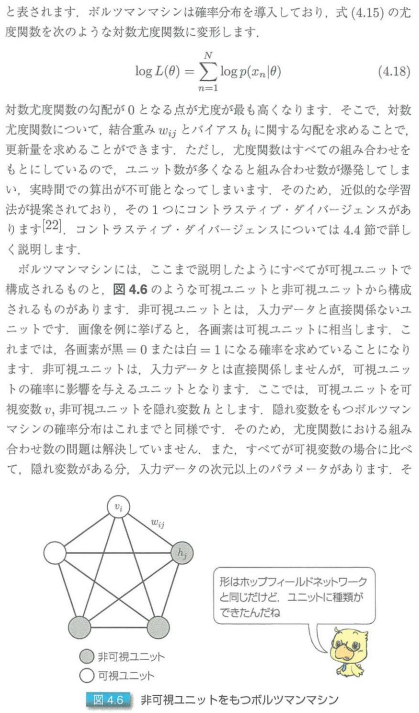 と表されます．ボルツマンマシンは確率分布を導入しており，式 (4.15) の尤
度関数を次のような対数尤度関数に変形します．
log L(θ) = ∑_{n=1}^{N} log p(x_n|θ) (4.18)
対数尤度関数の勾配が 0 となる点が尤度が最も高くなります．そこで，対数
尤度関数について，結合重み w_{ij} とバイアス b_i に関する勾配を求めることで，
更新量を求めることができます．ただし，尤度関数はすべての組み合わせを
もとにしているので，ユニット数が多くなると組み合わせ数が爆発してしま
い，実時間での算出が不可能となってしまいます．そのため，近似的な学習
法が提案されており，その 1 つにコントラスティブ・ダイバージェンスがあ
ります[22]．コントラスティブ・ダイバージェンスについては 4.4 節で詳し
く説明します．
ボルツマンマシンには，ここまで説明したようにすべてが可視ユニットで
構成されるものと，図 4.6 のような可視ユニットと非可視ユニットから構成
されるものがあります．非可視ユニットとは，入力データと直接関係ないユ
ニットです．画像を例に挙げると，各画素は可視ユニットに相当します．こ
れまでは，各画素が黒 = 0 または白 = 1 になる確率を求めていることになり
ます．非可視ユニットは，入力データとは直接関係しませんが，可視ユニッ
トの確率に影響を与えるユニットとなります．ここでは，可視ユニットを可
視変数 v, 非可視ユニットを隠れ変数 h とします．隠れ変数をもつボルツマン
マシンの確率分布はこれまでと同様です．そのため，尤度関数における組み
合わせ数の問題は解決していません．また，すべてが可視変数の場合に比べ
て，隠れ変数がある分，入力データの次元以上のパラメータがあります．そ
v_i
w_{ij}
h_j
形はホップフィールドネットワーク
と同じだけど，ユニットに種類が
できたんだね
非可視ユニット
可視ユニット
図 4.6 非可視ユニットをもつボルツマンマシン